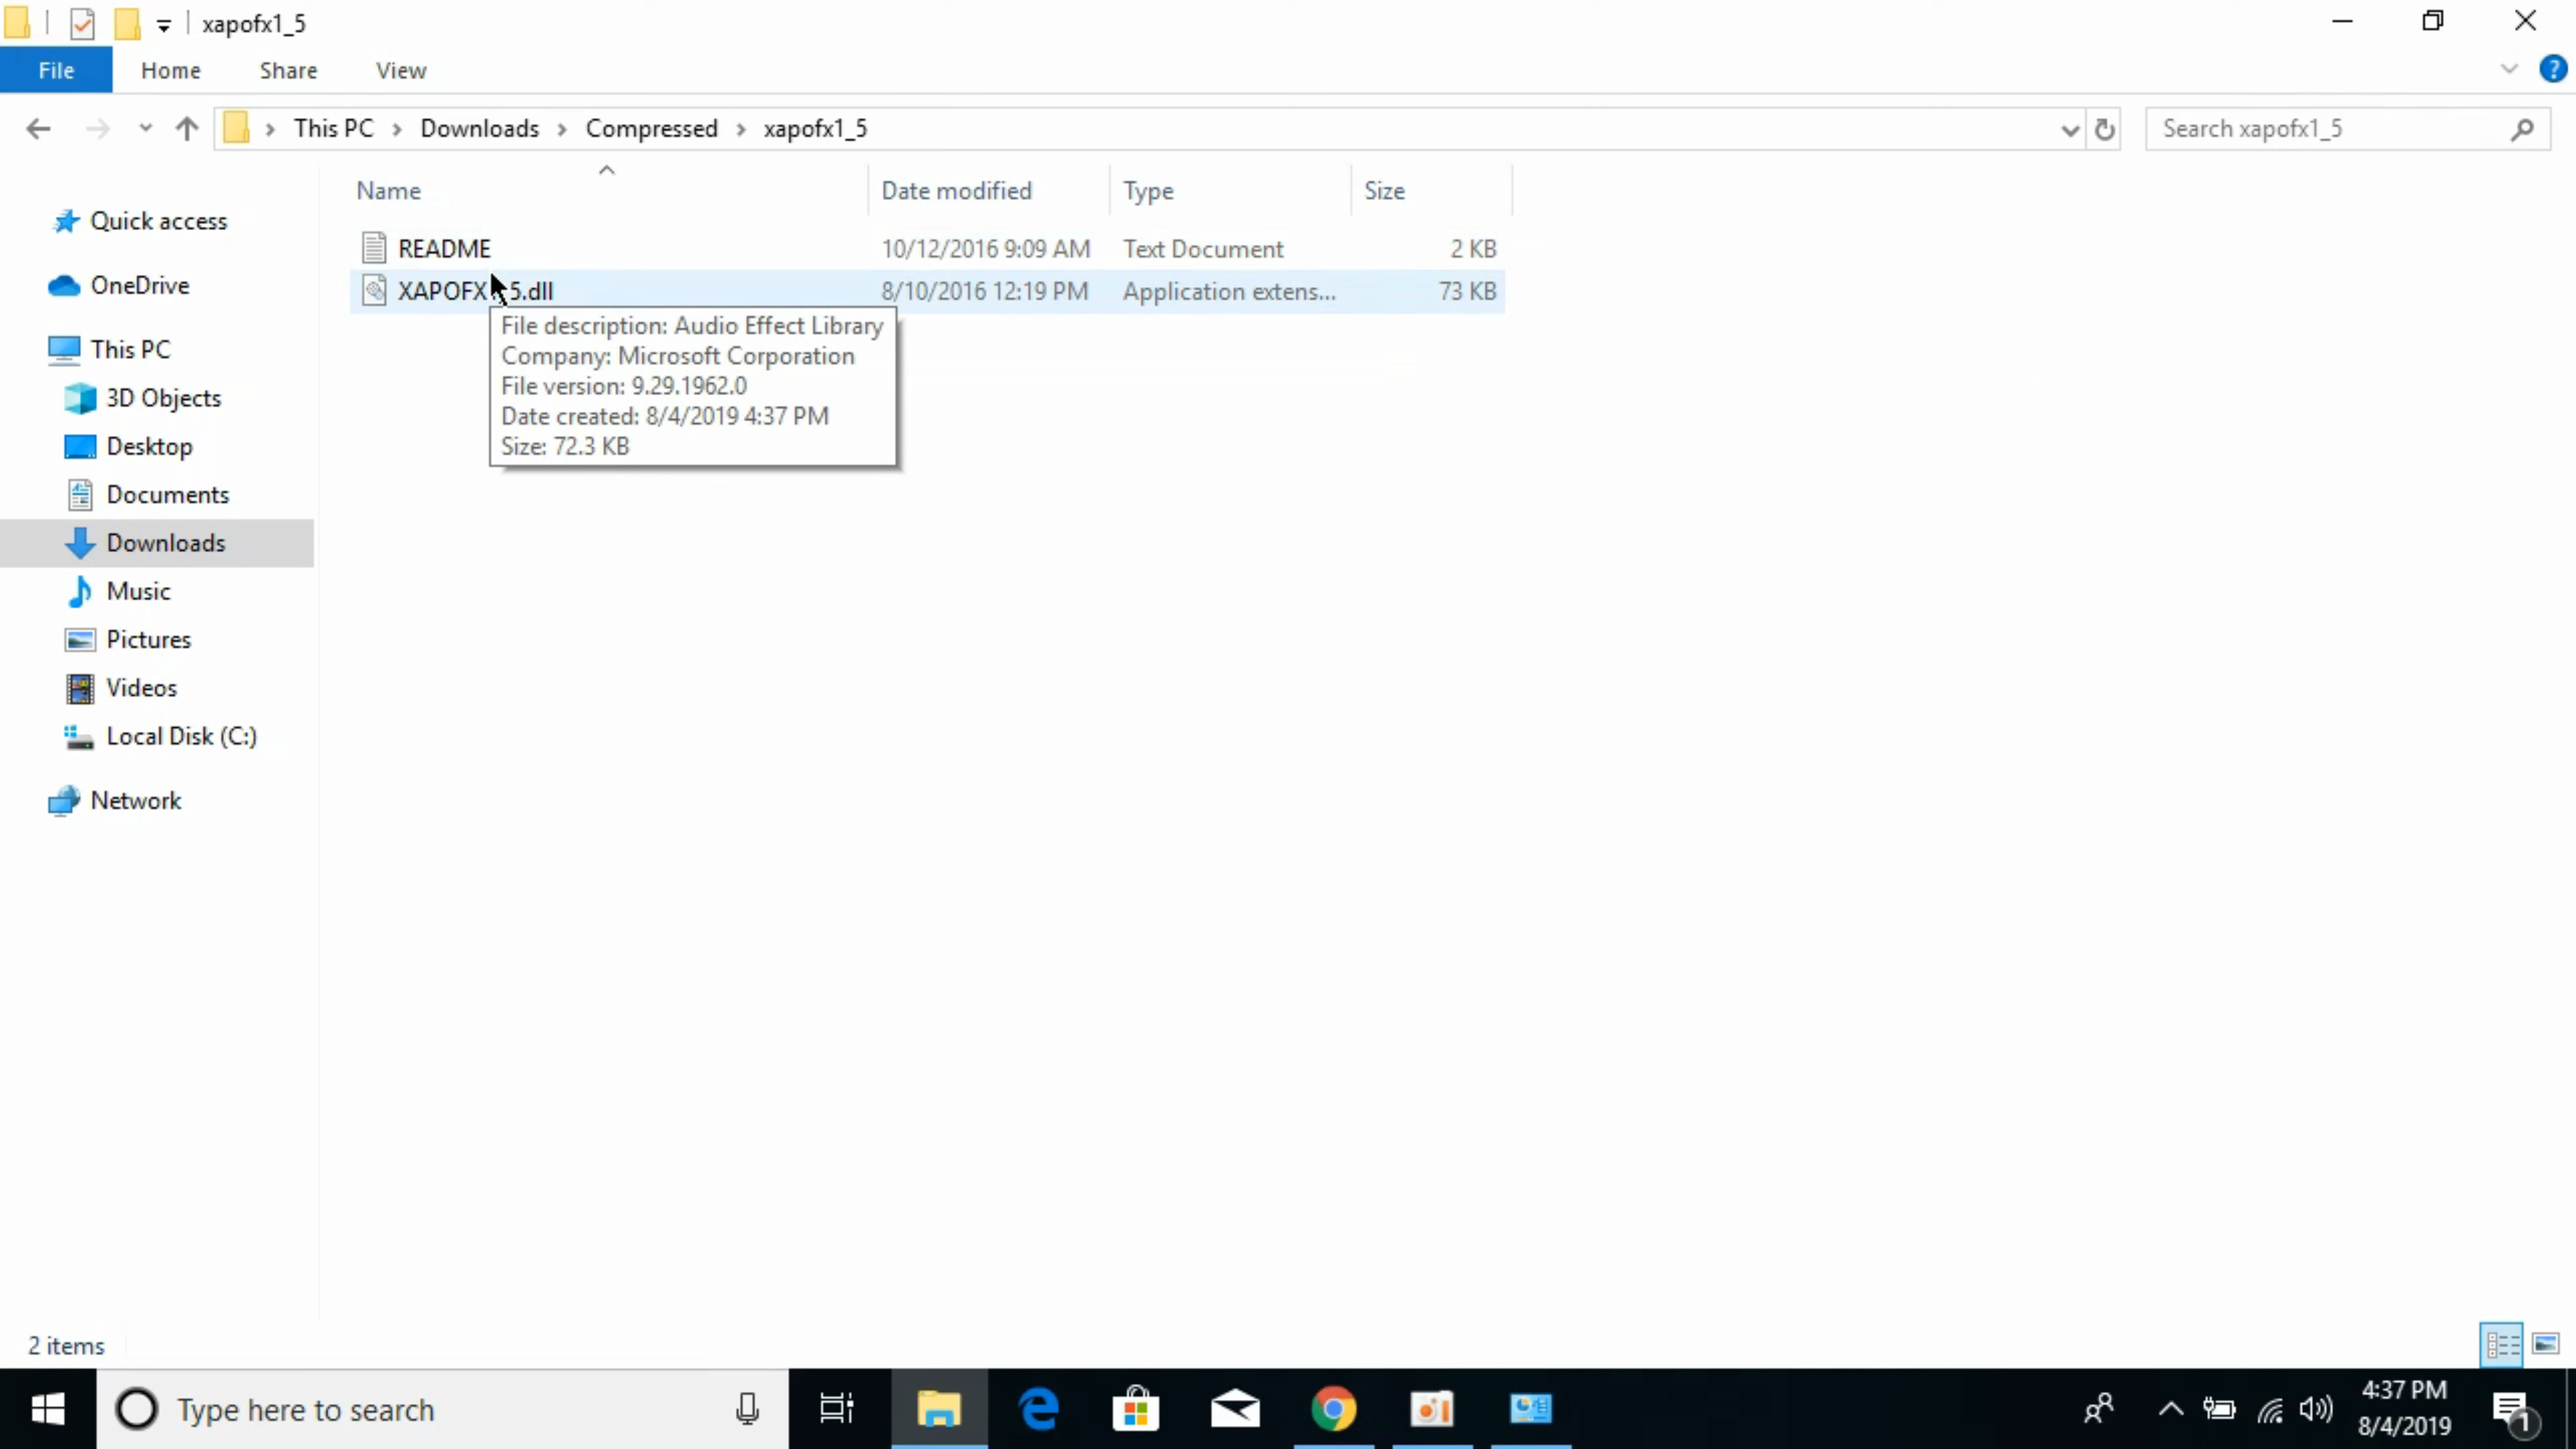 xapofx1_5
File Home Share View
This PC Downloads Compressed xapofx1_5
Search xapofx1_5
Name Date modified Type Size
Quick access
OneDrive
This PC
3D Objects
Desktop
Documents
Downloads
Music
Pictures
Videos
Local Disk (C:)
Network
README 10/12/2016 9:09 AM Text Document 2 KB
XAPOFX 5.dll 8/10/2016 12:19 PM Application extens... 73 KB
File description: Audio Effect Library
Company: Microsoft Corporation
File version: 9.29.1962.0
Date created: 8/4/2019 4:37 PM
Size: 72.3 KB
2 items
Type here to search
4:37 PM
8/4/2019
1